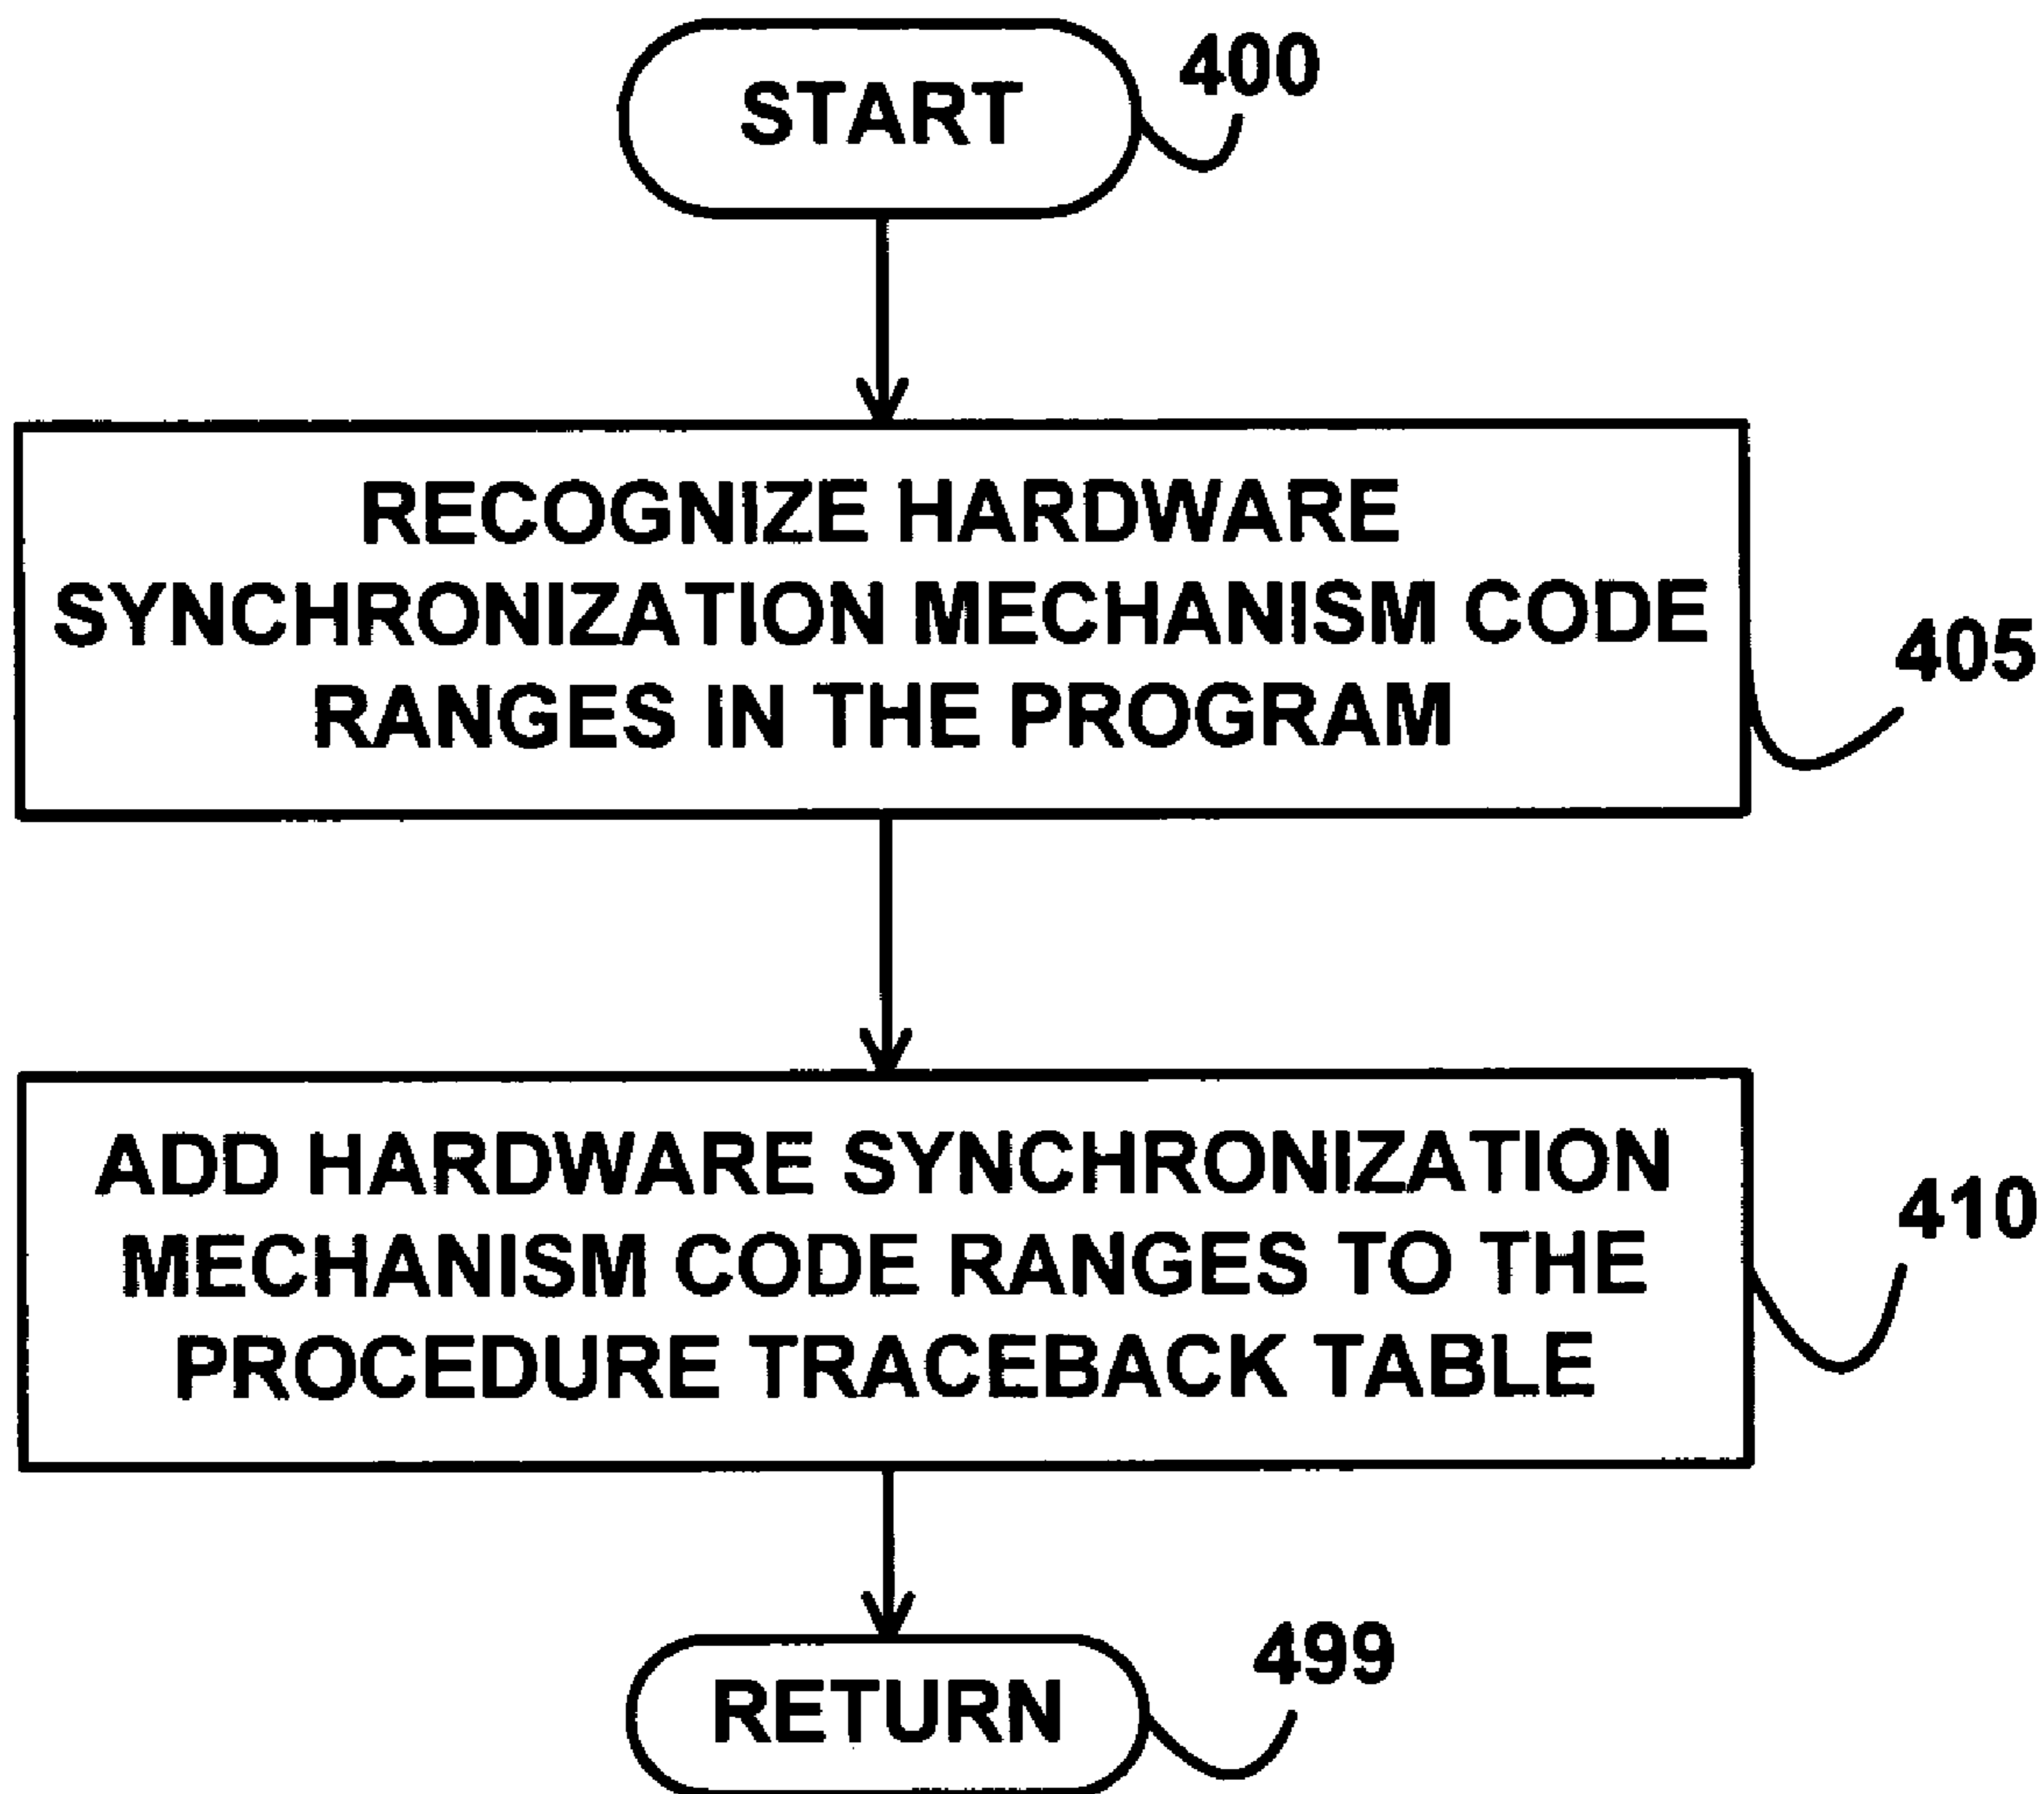 START
400
RECOGNIZE HARDWARE
SYNCHRONIZATION MECHANISM CODE
RANGES IN THE PROGRAM
405
ADD HARDWARE SYNCHRONIZATION
MECHANISM CODE RANGES TO THE
PROCEDURE TRACEBACK TABLE
410
RETURN
499